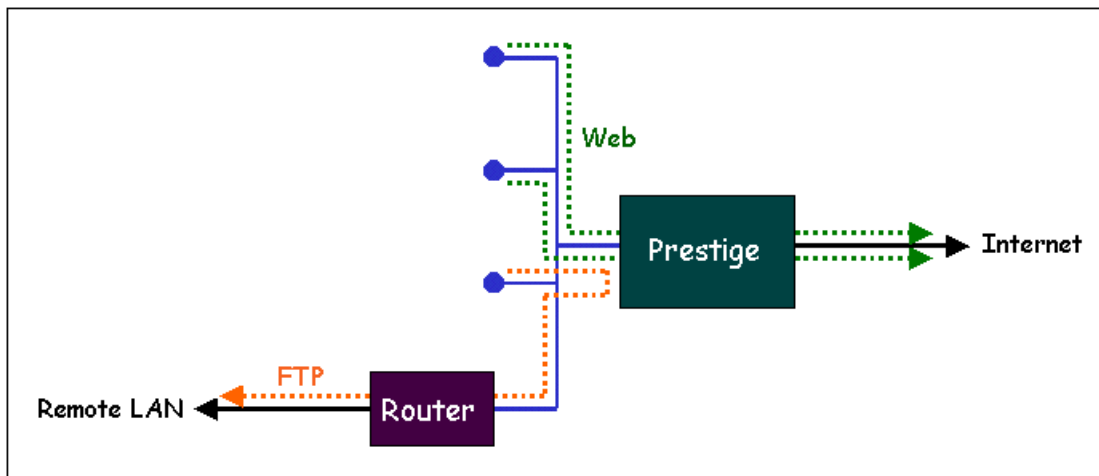 Web
Prestige
Internet
FTP
Remote LAN
Router